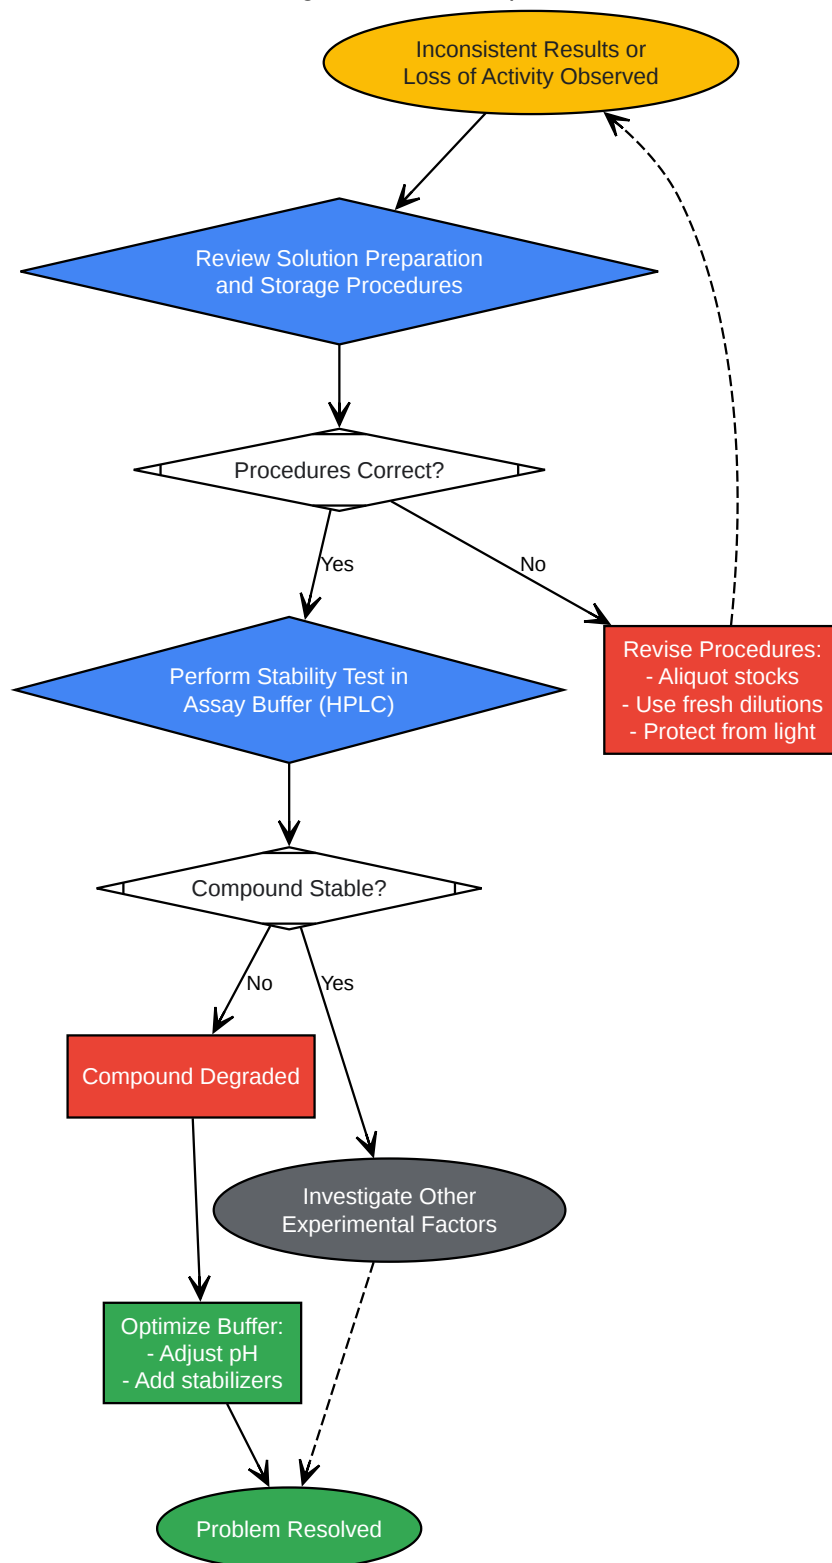 Inconsistent Results or
Loss of Activity Observed
Review Solution Preparation
and Storage Procedures
Procedures Correct?
Yes
No
Perform Stability Test in
Assay Buffer (HPLC)
Revise Procedures:
- Aliquot stocks
- Use fresh dilutions
- Protect from light
Compound Stable?
No
Yes
Compound Degraded
Investigate Other
Experimental Factors
Optimize Buffer:
- Adjust pH
- Add stabilizers
Problem Resolved